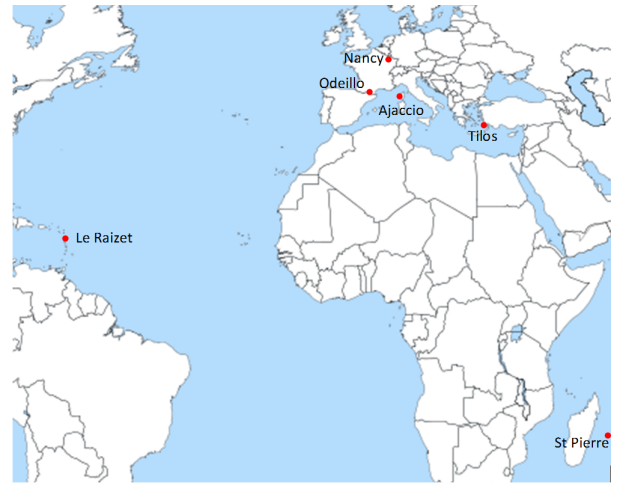 Nancy
Odeillo
Ajaccio
Tilos
Le Raizet
St Pierre